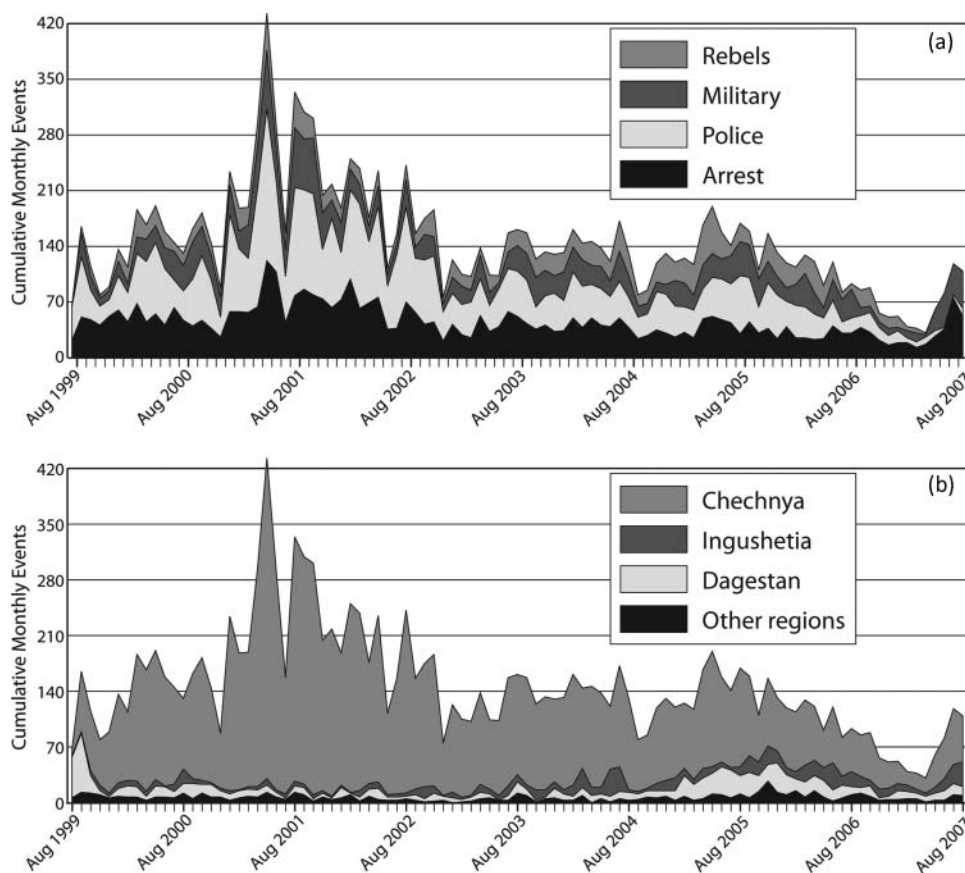 (a)
Cumulative Monthly Events
420
350
280
210
140
70
0
Rebels
Military
Police
Arrest
Aug 1999
Aug 2000
Aug 2001
Aug 2002
Aug 2003
Aug 2004
Aug 2005
Aug 2006
Aug 2007
(b)
Cumulative Monthly Events
420
350
280
210
140
70
0
Chechnya
Ingushetia
Dagestan
Other regions
Aug 1999
Aug 2000
Aug 2001
Aug 2002
Aug 2003
Aug 2004
Aug 2005
Aug 2006
Aug 2007